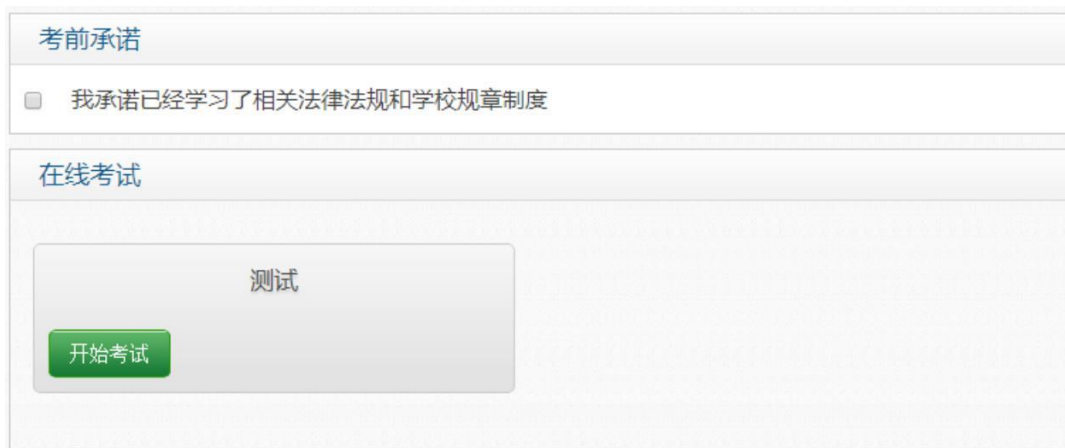 考前承诺
我承诺已经学习了相关法律法规和学校规章制度
在线考试
测试
开始考试